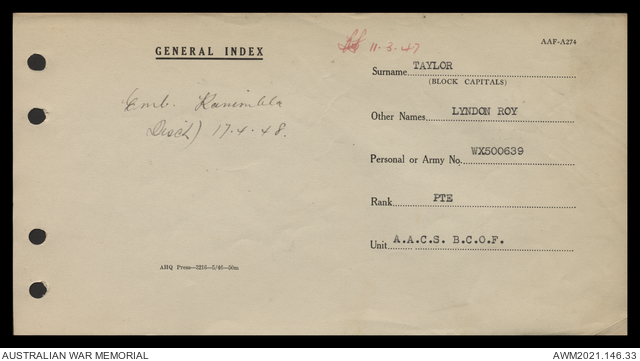 GENERAL INDEX
11·3·47
AAF-A274
Surname TAYLOR
(BLOCK CAPITALS)
Emb. Kanimbla
Disch) 17·4·48.
Other Names LYNDON ROY
Personal or Army No. WX500639
Rank PTE
Unit A.A.C.S. B.C.O.F.
AHQ Press—3216—5/46—50m
AUSTRALIAN WAR MEMORIAL
AWM2021.146.33